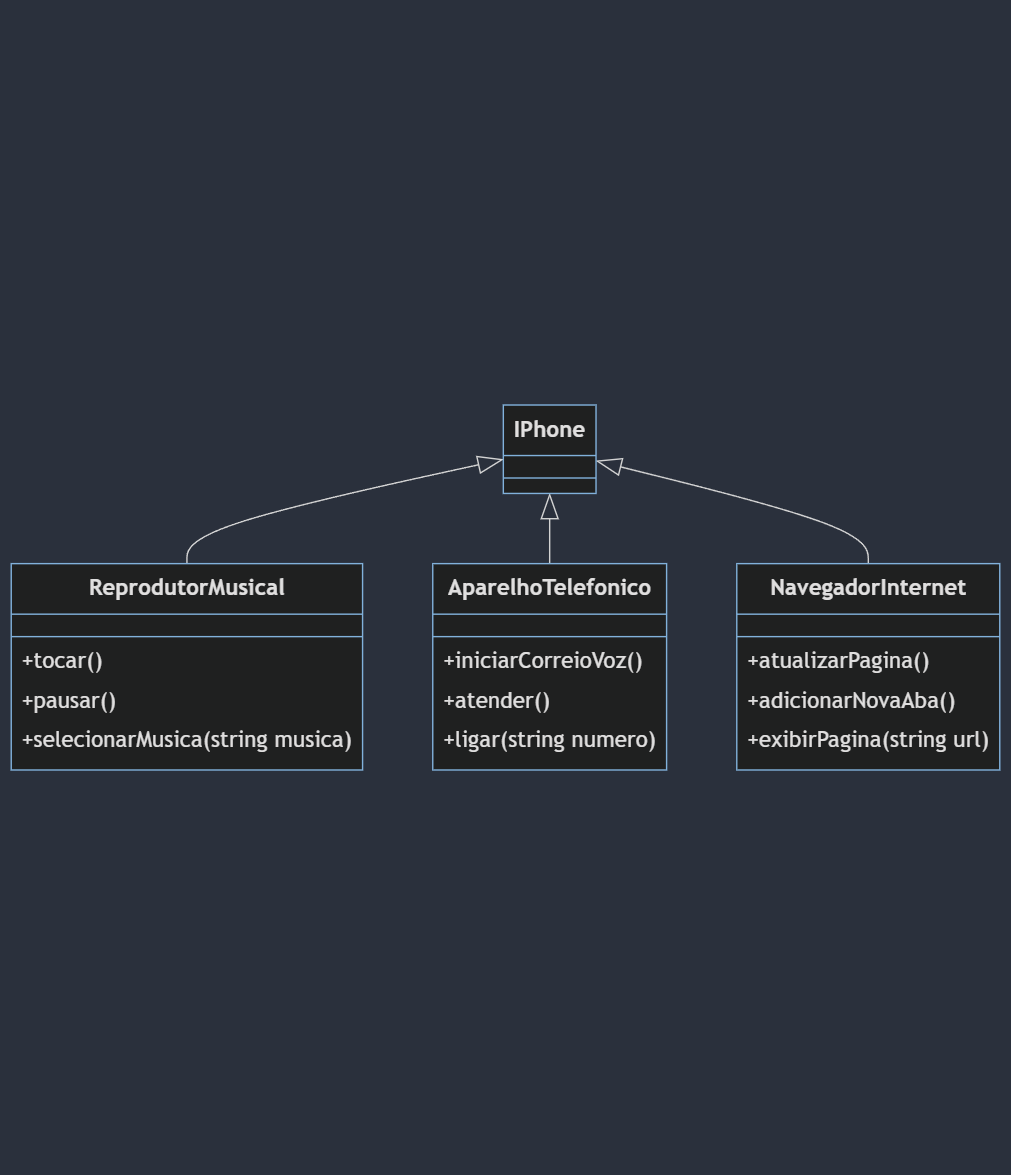 IPhone
ReprodutorMusical
+tocar()
+pausar()
+selecionarMusica(string musica)
AparelhoTelefonico
+iniciarCorreioVoz()
+atender()
+ligar(string numero)
NavegadorInternet
+atualizarPagina()
+adicionarNovaAba()
+exibirPagina(string url)